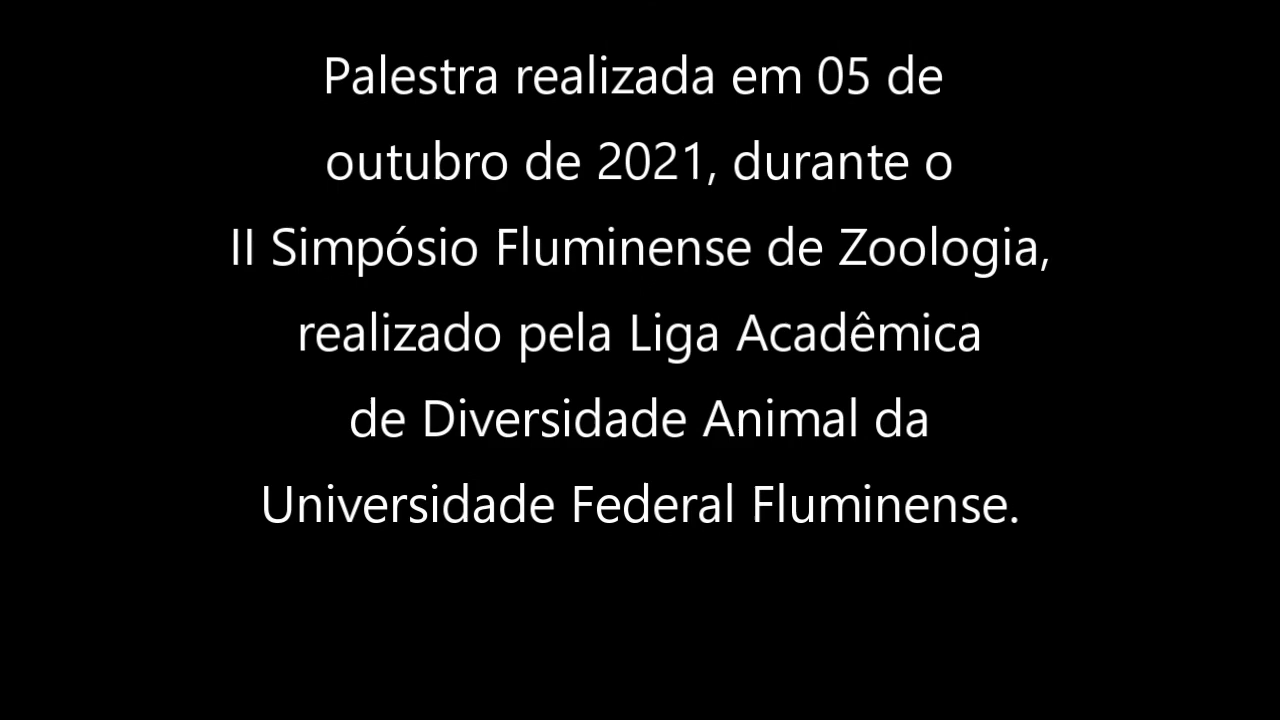 Palestra realizada em 05 de
outubro de 2021, durante o
II Simpósio Fluminense de Zoologia,
realizado pela Liga Acadêmica
de Diversidade Animal da
Universidade Federal Fluminense.